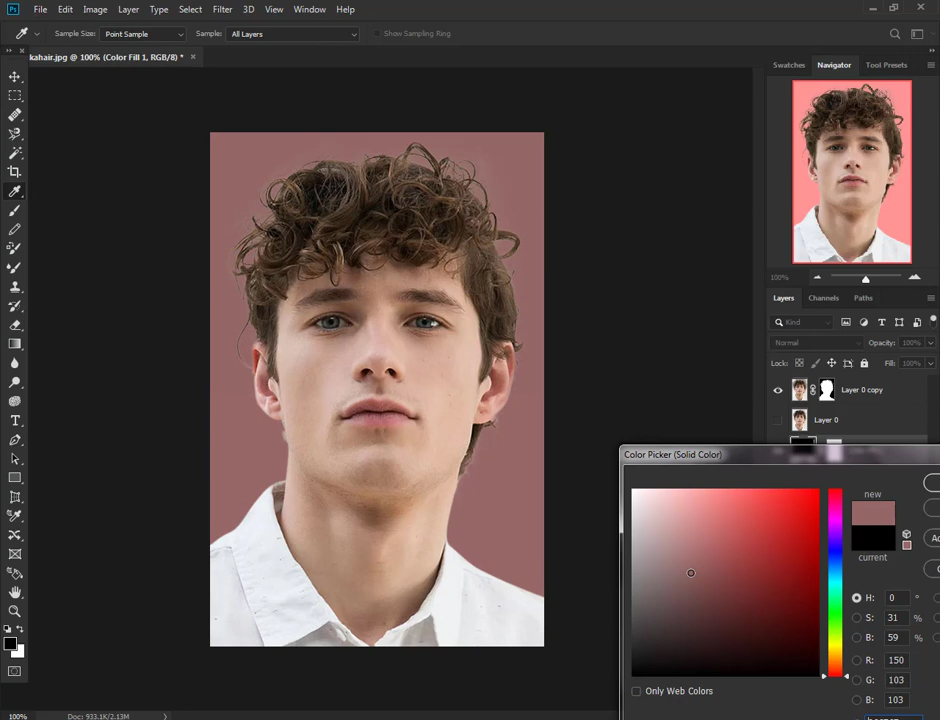 Ps File Edit Image Layer Type Select Filter 3D View Window Help
Sample Size: Point Sample Sample: All Layers Show Sampling Ring
kahair.jpg @ 100% (Color Fill 1, RGB/8) * ×
Swatches Navigator Tool Presets
100%
Layers Channels Paths
Kind
Normal Opacity: 100%
Lock: Fill: 100%
Layer 0 copy
Layer 0
Color Picker (Solid Color)
new
current
Ad
H: 0 °
S: 31 %
B: 59 %
R: 150
G: 103
B: 103
Only Web Colors
100% Doc: 933.1K/2.13M